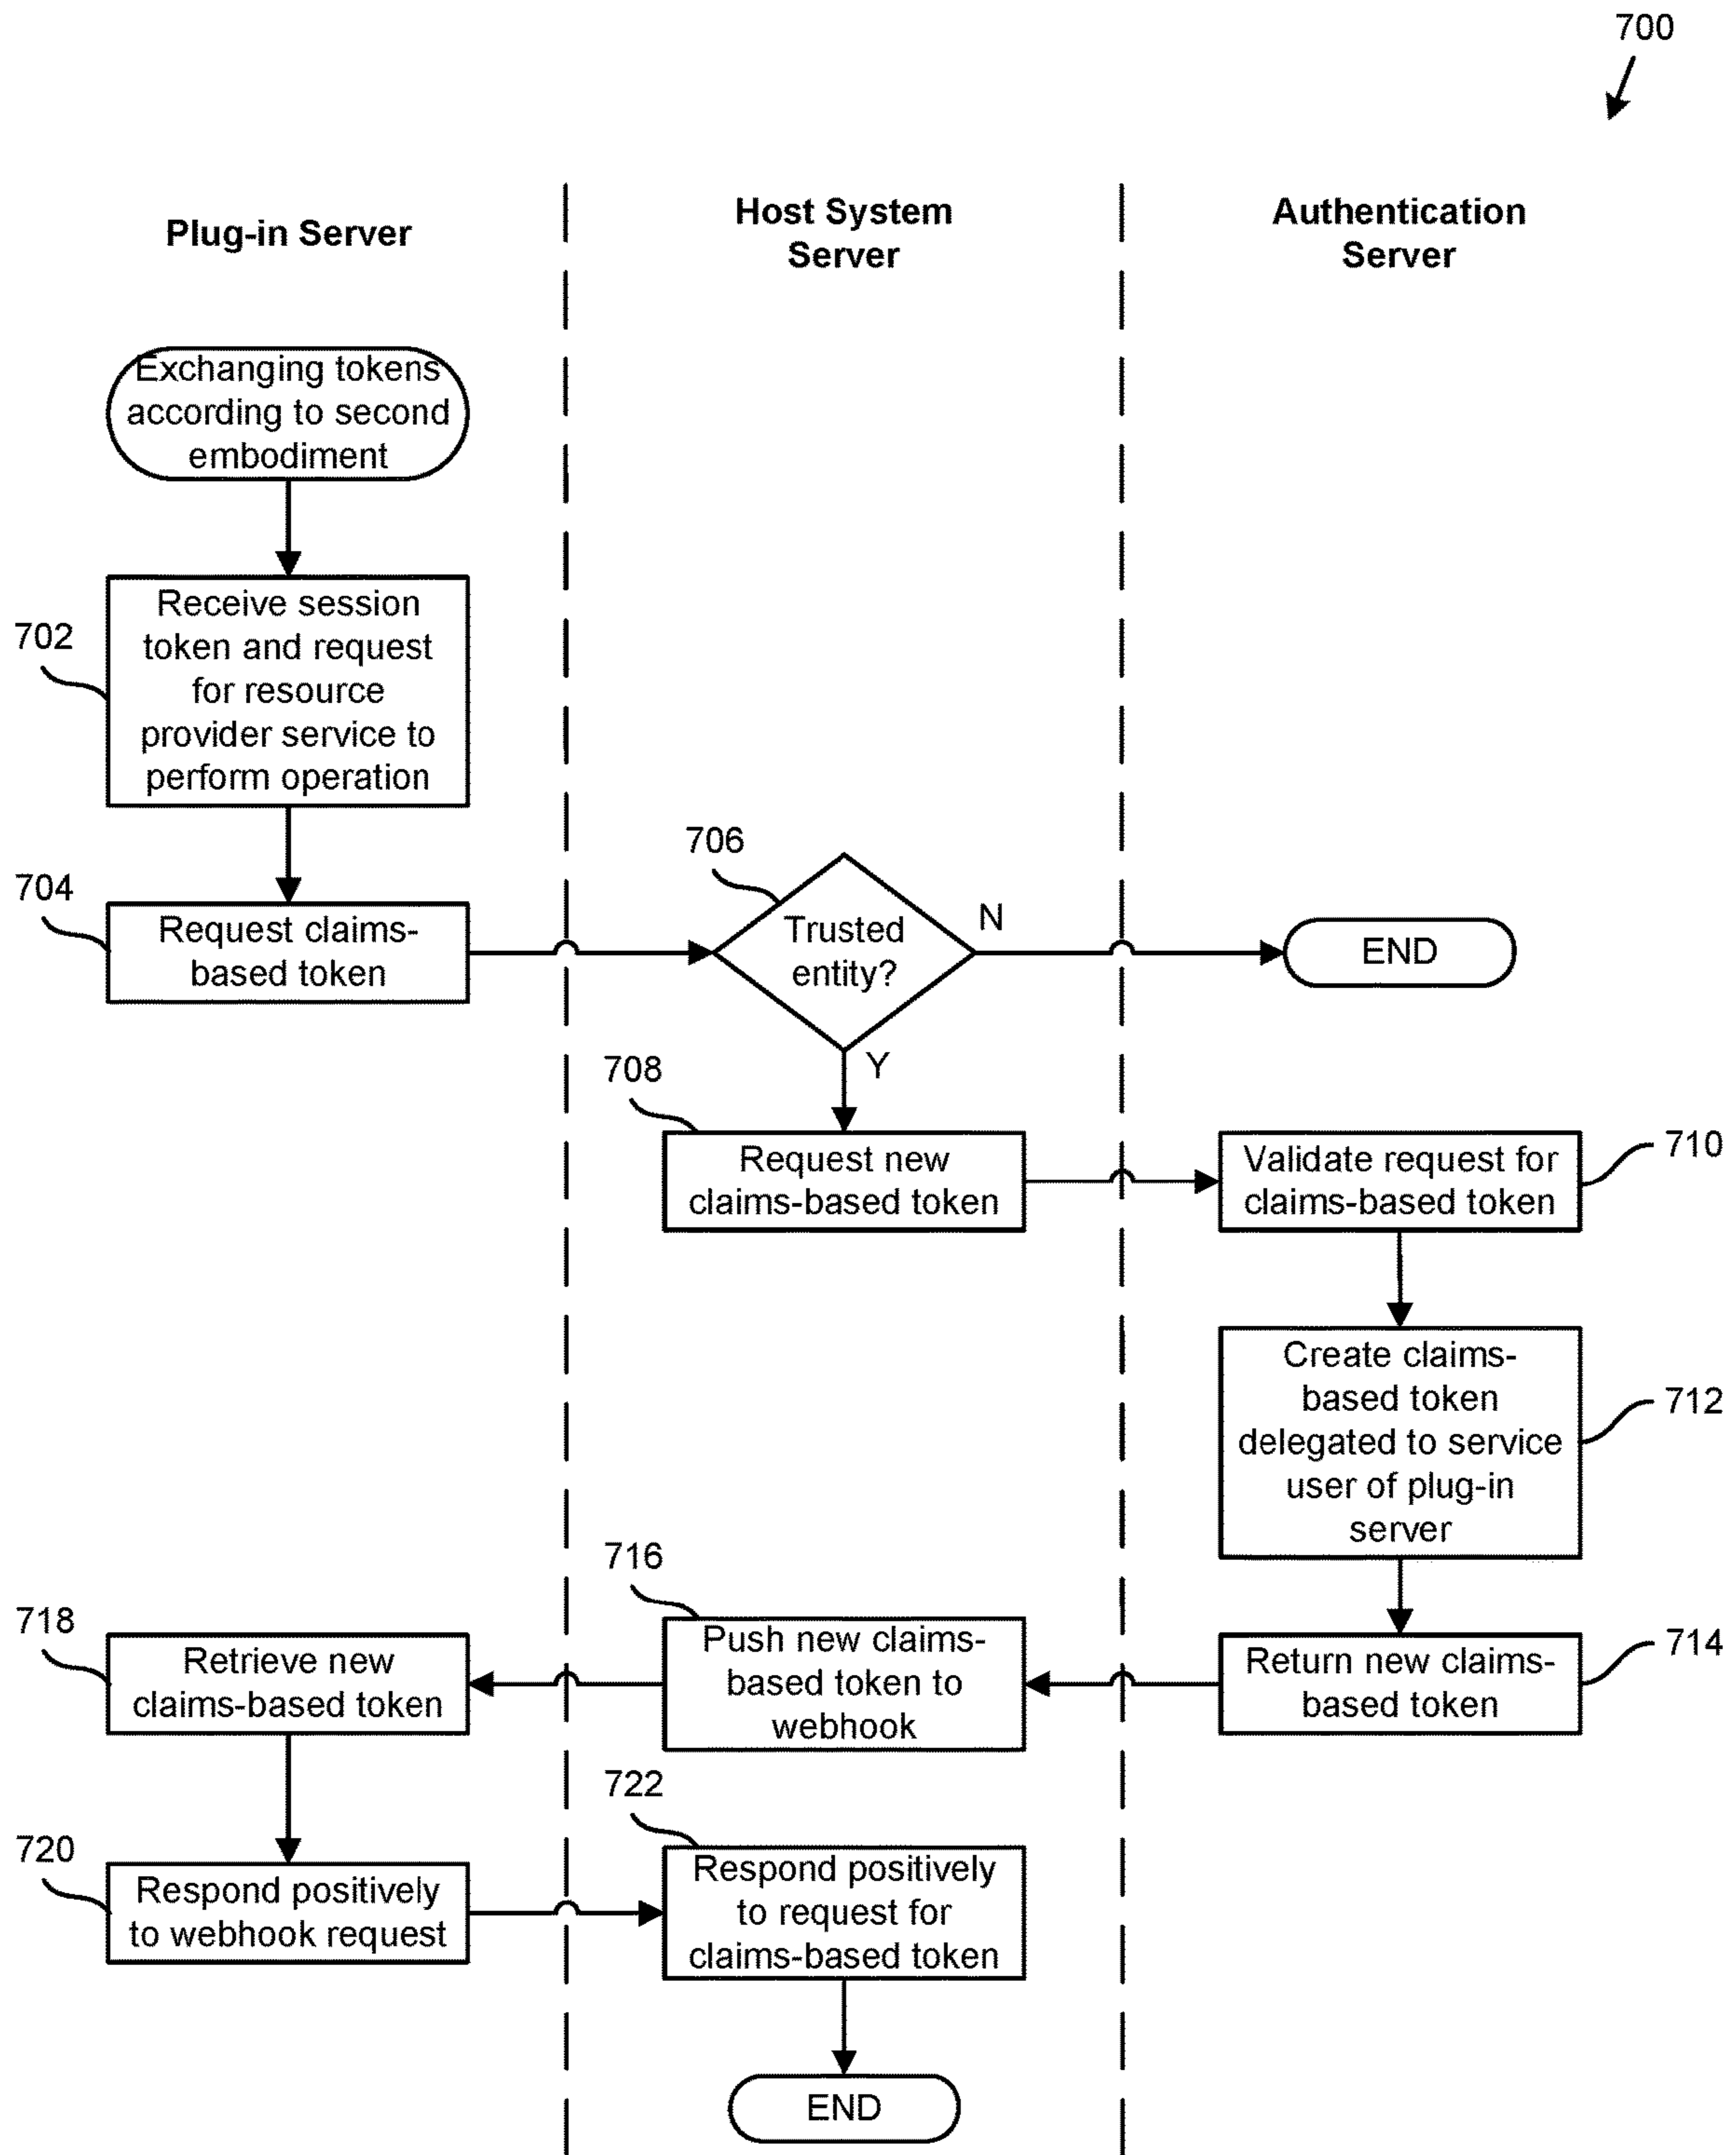 700
Plug-in Server
Host System
Server
Authentication
Server
Exchanging tokens
according to second
embodiment
702
Receive session
token and request
for resource
provider service to
perform operation
704
Request claims-
based token
706
Trusted
entity?
N
END
Y
708
Request new
claims-based token
710
Validate request for
claims-based token
712
Create claims-
based token
delegated to service
user of plug-in
server
714
Return new claims-
based token
716
Push new claims-
based token to
webhook
718
Retrieve new
claims-based token
720
Respond positively
to webhook request
722
Respond positively
to request for
claims-based token
END